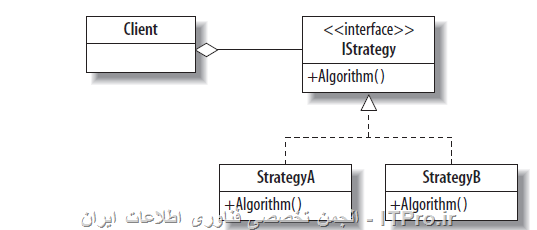 Client
<<interface>>
IStrategy
+Algorithm()
StrategyA
+Algorithm()
StrategyB
+Algorithm()
ITPro.ir - انجمن تخصصی فناوری اطلاعات ایران